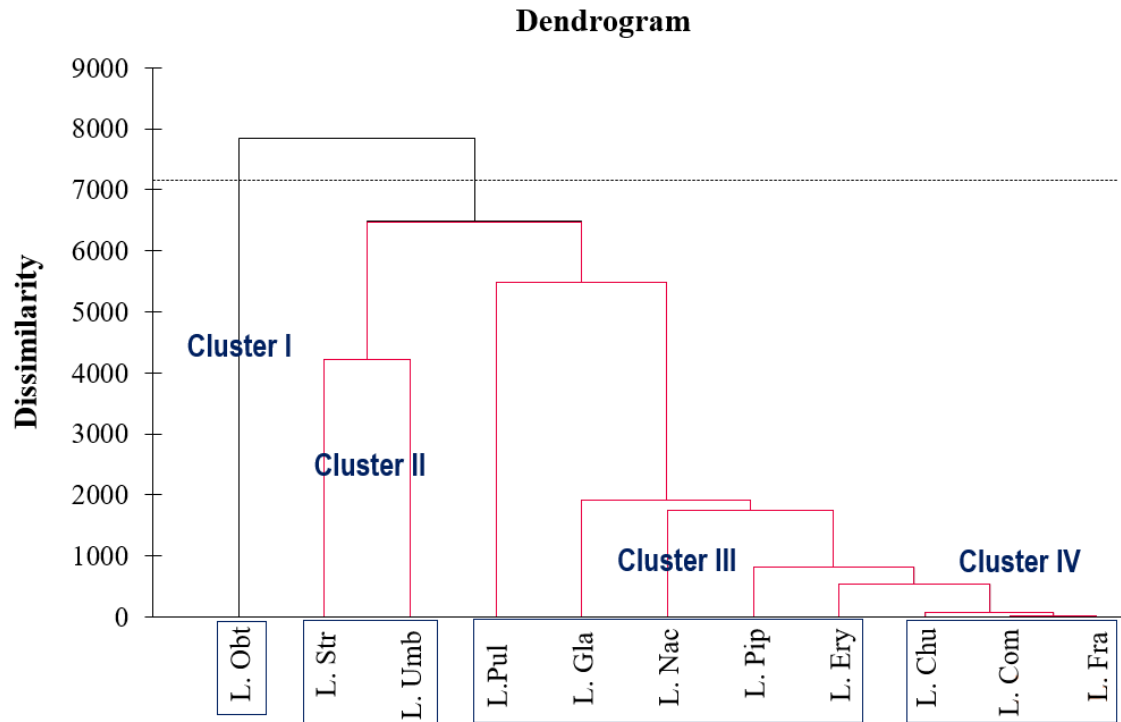 Dendrogram
9000
8000
7000
6000
5000
4000
3000
2000
1000
0
Dissimilarity
Cluster I
Cluster II
Cluster III
Cluster IV
L. Obt
L. Str
L. Umb
L.Pul
L. Gla
L. Nac
L. Pip
L. Ery
L. Chu
L. Com
L. Fra